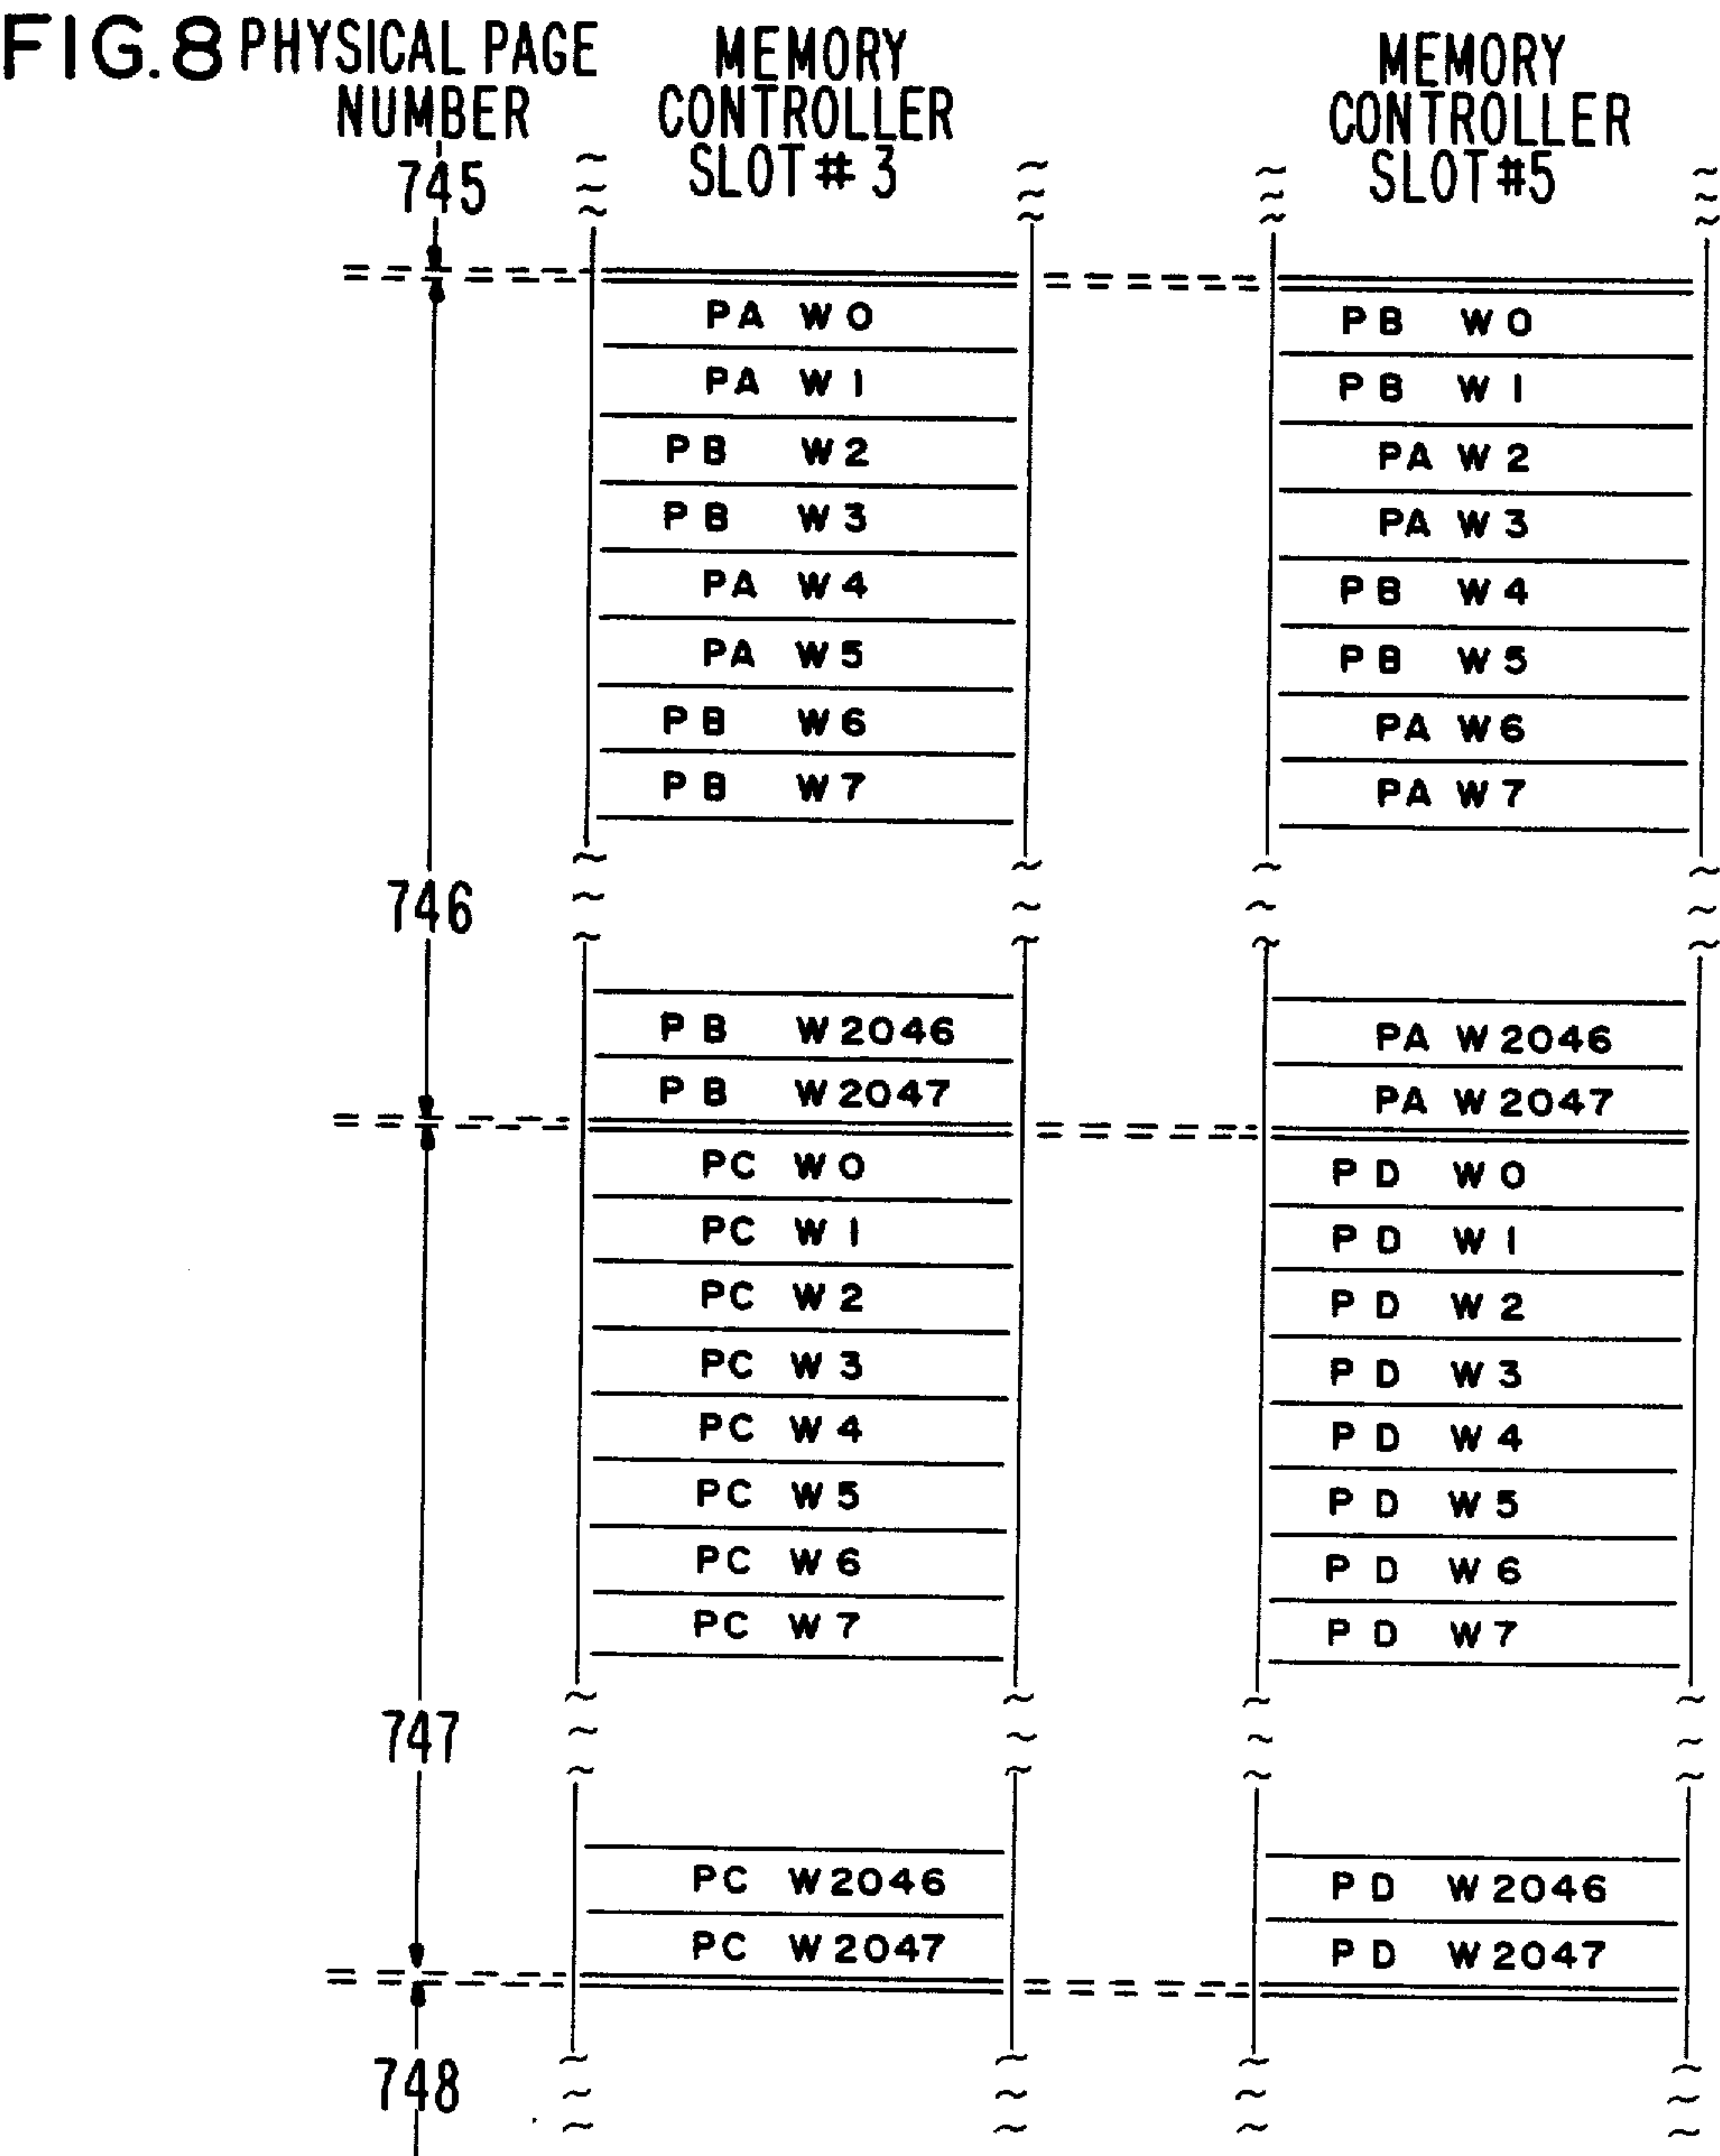 FIG.8 PHYSICAL PAGE NUMBER
MEMORY CONTROLLER SLOT # 3
MEMORY CONTROLLER SLOT #5
745
PA W0 PB W0
PA W1 PB W1
PB W2 PA W2
PB W3 PA W3
PA W4 PB W4
PA W5 PB W5
PB W6 PA W6
PB W7 PA W7
746
PB W2046 PA W2046
PB W2047 PA W2047
PC W0 PD W0
PC W1 PD W1
PC W2 PD W2
PC W3 PD W3
PC W4 PD W4
PC W5 PD W5
PC W6 PD W6
PC W7 PD W7
747
PC W2046 PD W2046
PC W2047 PD W2047
748